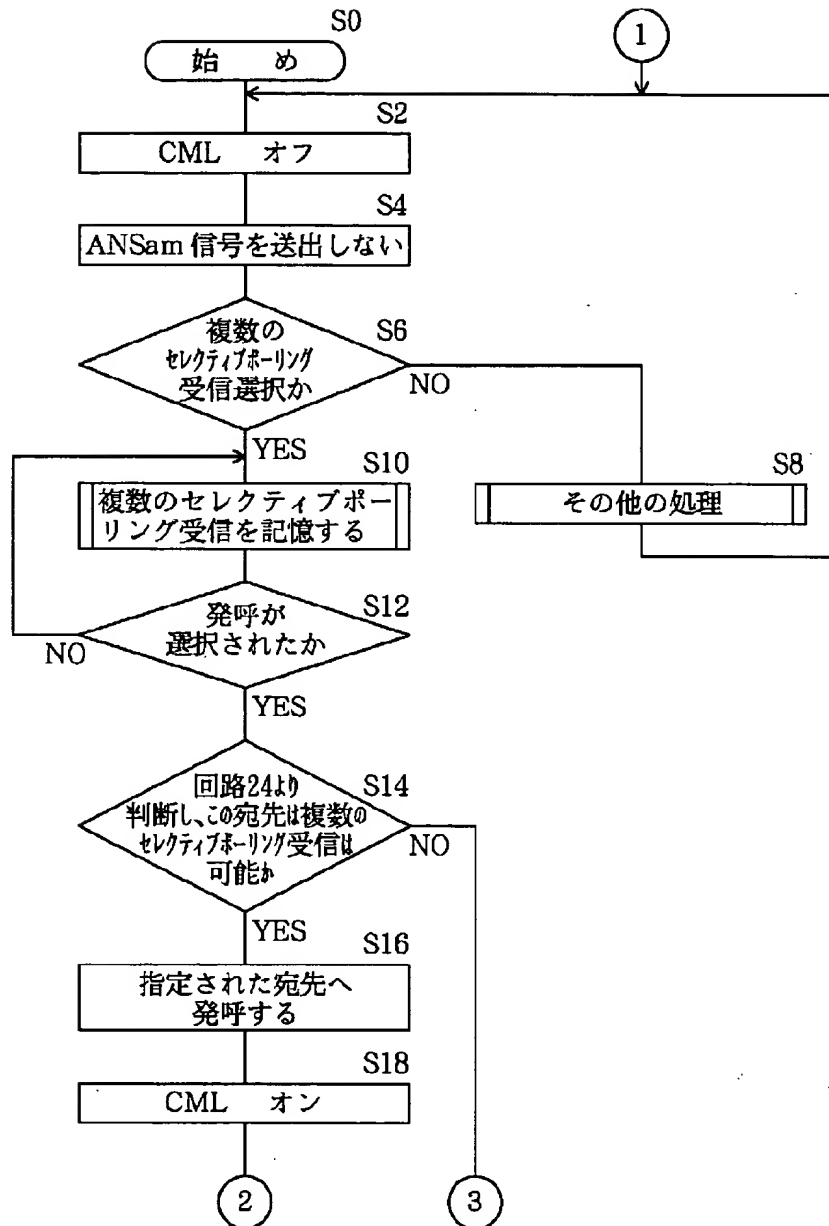 S0
始 め
1
S2
CML オフ
S4
ANSam 信号を送出しない
S6
複数の
セレクティブポーリング
受信選択か
NO
YES
S10
複数のセレクティブポー
リング受信を記憶する
S8
その他の処理
S12
発呼が
選択されたか
NO
YES
S14
回路24より
判断し、この宛先は複数の
セレクティブポーリング受信は
可能か
NO
YES
S16
指定された宛先へ
発呼する
S18
CML オン
2
3